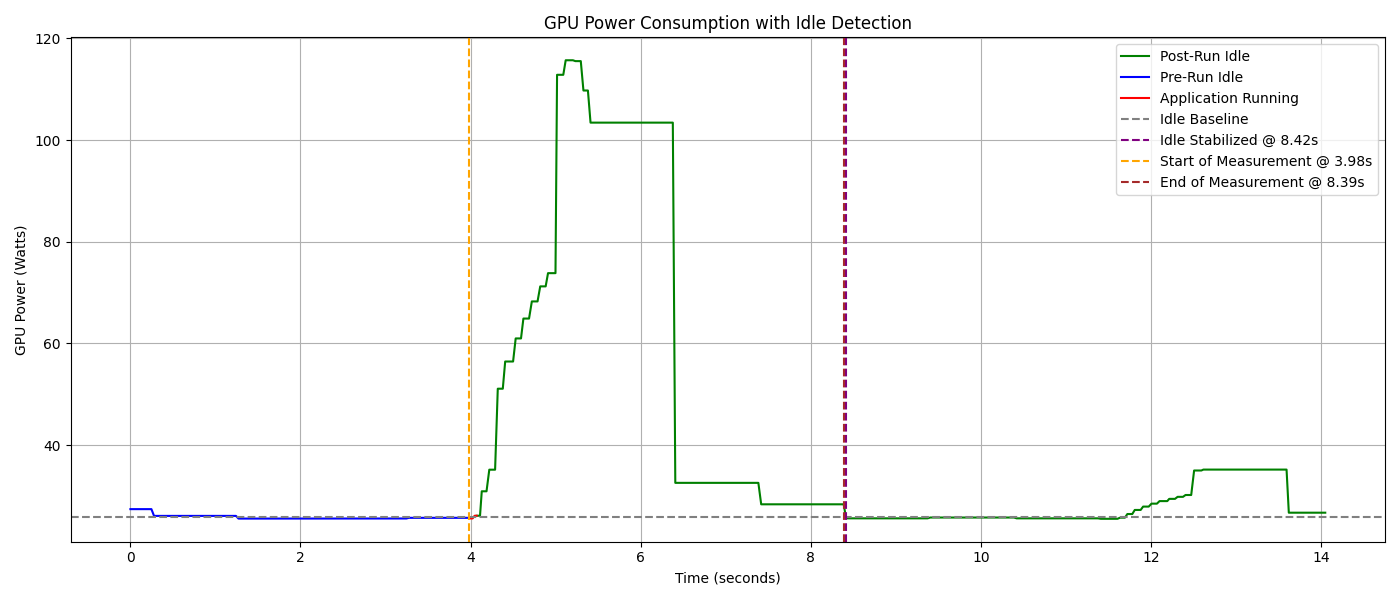 GPU Power Consumption with Idle Detection
120
100
80
60
40
GPU Power (Watts)
Post-Run Idle
Pre-Run Idle
Application Running
Idle Baseline
Idle Stabilized @ 8.42s
Start of Measurement @ 3.98s
End of Measurement @ 8.39s
0 2 4 6 8 10 12 14
Time (seconds)